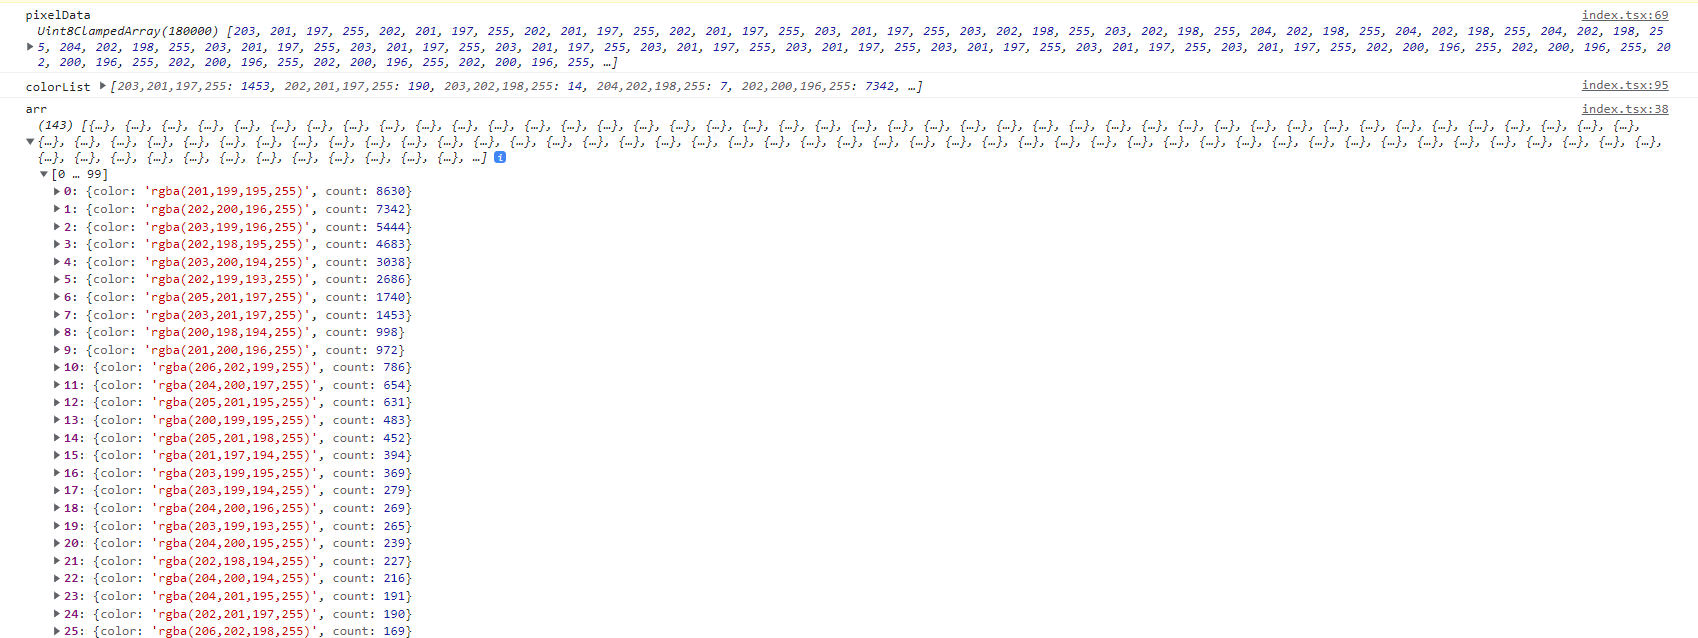 pixelData index.tsx:69
Uint8ClampedArray(180000) [203, 201, 197, 255, 202, 201, 197, 255, 202, 201, 197, 255, 202, 201, 197, 255, 203, 201, 197, 255, 203, 202, 198, 255, 203, 202, 198, 255, 204, 202, 198, 255, 204, 202, 198, 255, 204, 202, 198, 25
5, 204, 202, 198, 255, 203, 201, 197, 255, 203, 201, 197, 255, 203, 201, 197, 255, 203, 201, 197, 255, 203, 201, 197, 255, 203, 201, 197, 255, 203, 201, 197, 255, 203, 201, 197, 255, 202, 200, 196, 255, 202, 200, 196, 255, 20
2, 200, 196, 255, 202, 200, 196, 255, 202, 200, 196, 255, 202, 200, 196, 255, …]
colorList [203,201,197,255: 1453, 202,201,197,255: 190, 203,202,198,255: 14, 204,202,198,255: 7, 202,200,196,255: 7342, …] index.tsx:95
arr index.tsx:38
(143) [{…}, {…}, {…}, {…}, {…}, {…}, {…}, {…}, {…}, {…}, {…}, {…}, {…}, {…}, {…}, {…}, {…}, {…}, {…}, {…}, {…}, {…}, {…}, {…}, {…}, {…}, {…}, {…}, {…}, {…}, {…}, {…}, {…}, {…}, {…}, {…}, {…}, {…}, {…}, {…}, {…}, {…}, {…},
{…}, {…}, {…}, {…}, {…}, {…}, {…}, {…}, {…}, {…}, {…}, {…}, {…}, {…}, {…}, {…}, {…}, {…}, {…}, {…}, {…}, {…}, {…}, {…}, {…}, {…}, {…}, {…}, {…}, {…}, {…}, {…}, {…}, {…}, {…}, {…}, {…}, {…}, {…}, {…}, {…}, {…}, {…}, {…}, {…},
{…}, {…}, {…}, {…}, {…}, {…}, {…}, {…}, {…}, {…}, {…}, {…}, …] i
[0 … 99]
0: {color: 'rgba(201,199,195,255)', count: 8630}
1: {color: 'rgba(202,200,196,255)', count: 7342}
2: {color: 'rgba(203,199,196,255)', count: 5444}
3: {color: 'rgba(202,198,195,255)', count: 4683}
4: {color: 'rgba(203,200,194,255)', count: 3038}
5: {color: 'rgba(202,199,193,255)', count: 2686}
6: {color: 'rgba(205,201,197,255)', count: 1740}
7: {color: 'rgba(203,201,197,255)', count: 1453}
8: {color: 'rgba(200,198,194,255)', count: 998}
9: {color: 'rgba(201,200,196,255)', count: 972}
10: {color: 'rgba(206,202,199,255)', count: 786}
11: {color: 'rgba(204,200,197,255)', count: 654}
12: {color: 'rgba(205,201,195,255)', count: 631}
13: {color: 'rgba(200,199,195,255)', count: 483}
14: {color: 'rgba(205,201,198,255)', count: 452}
15: {color: 'rgba(201,197,194,255)', count: 394}
16: {color: 'rgba(203,199,195,255)', count: 369}
17: {color: 'rgba(203,199,194,255)', count: 279}
18: {color: 'rgba(204,200,196,255)', count: 269}
19: {color: 'rgba(203,199,193,255)', count: 265}
20: {color: 'rgba(204,200,195,255)', count: 239}
21: {color: 'rgba(202,198,194,255)', count: 227}
22: {color: 'rgba(204,200,194,255)', count: 216}
23: {color: 'rgba(204,201,195,255)', count: 191}
24: {color: 'rgba(202,201,197,255)', count: 190}
25: {color: 'rgba(206,202,198,255)', count: 169}